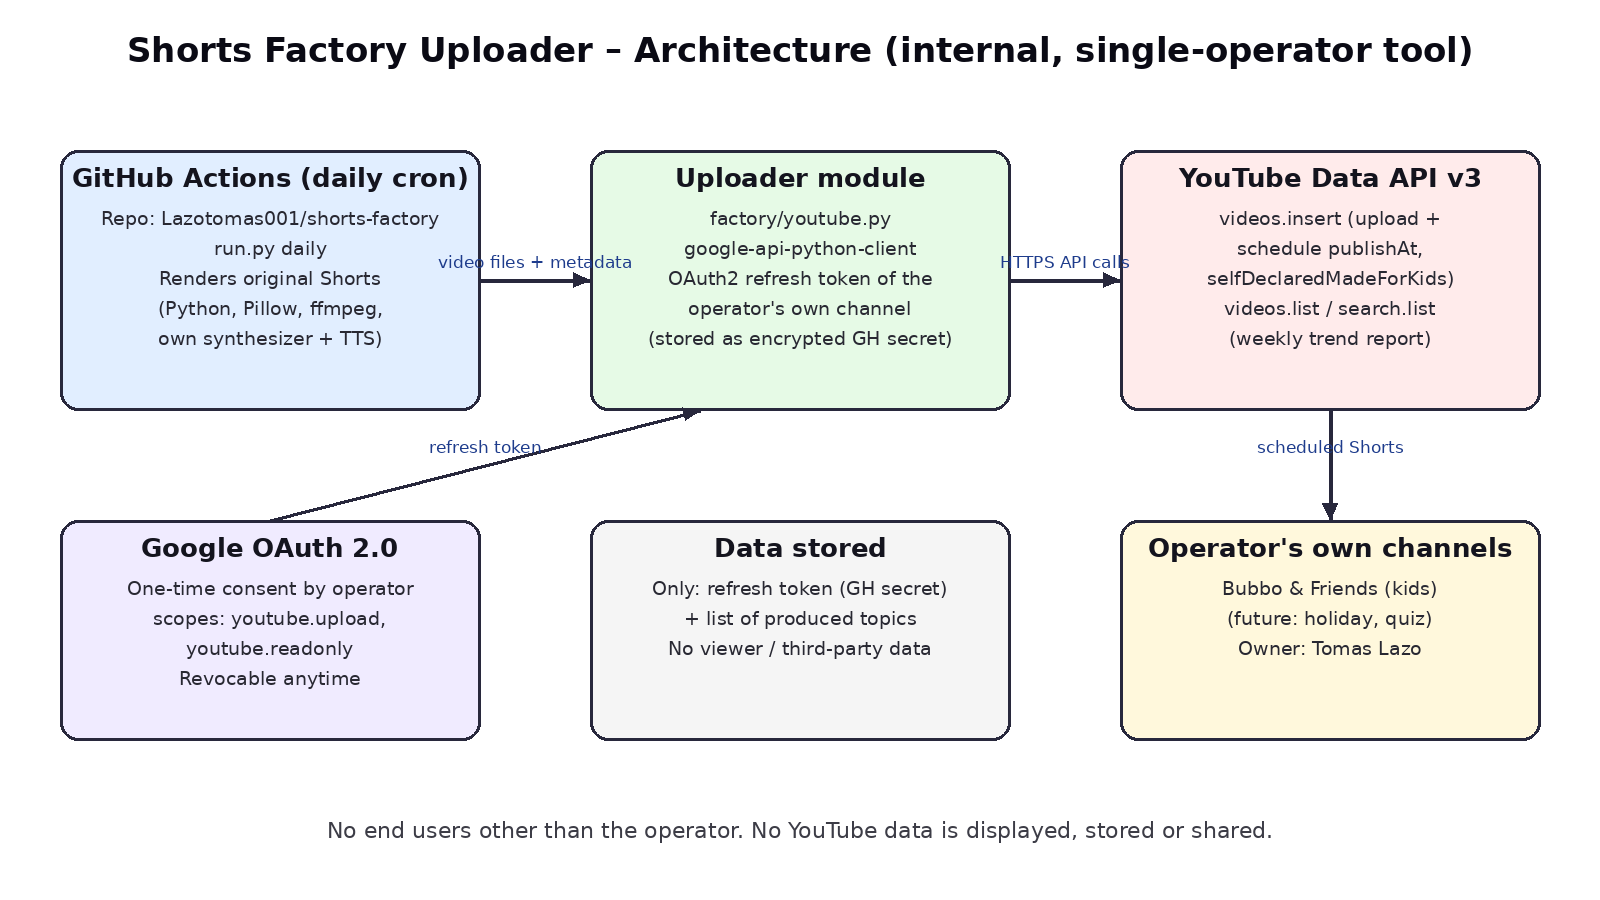 Shorts Factory Uploader – Architecture (internal, single-operator tool)
GitHub Actions (daily cron)
Repo: Lazotomas001/shorts-factory
run.py daily
Renders original Shorts
(Python, Pillow, ffmpeg,
own synthesizer + TTS)
video files + metadata
Uploader module
factory/youtube.py
google-api-python-client
OAuth2 refresh token of the
operator's own channel
(stored as encrypted GH secret)
HTTPS API calls
YouTube Data API v3
videos.insert (upload +
schedule publishAt,
selfDeclaredMadeForKids)
videos.list / search.list
(weekly trend report)
refresh token
scheduled Shorts
Google OAuth 2.0
One-time consent by operator
scopes: youtube.upload,
youtube.readonly
Revocable anytime
Data stored
Only: refresh token (GH secret)
+ list of produced topics
No viewer / third-party data
Operator's own channels
Bubbo & Friends (kids)
(future: holiday, quiz)
Owner: Tomas Lazo
No end users other than the operator. No YouTube data is displayed, stored or shared.